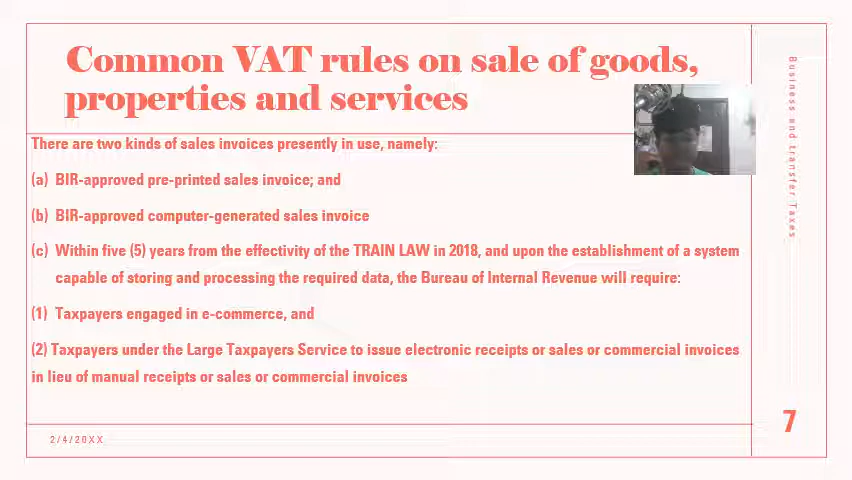 Common VAT rules on sale of goods,
properties and services
There are two kinds of sales invoices presently in use, namely:
(a) BIR-approved pre-printed sales invoice; and
(b) BIR-approved computer-generated sales invoice
(c) Within five (5) years from the effectivity of the TRAIN LAW in 2018, and upon the establishment of a system
capable of storing and processing the required data, the Bureau of Internal Revenue will require:
(1) Taxpayers engaged in e-commerce, and
(2) Taxpayers under the Large Taxpayers Service to issue electronic receipts or sales or commercial invoices
in lieu of manual receipts or sales or commercial invoices
Business and transfer Taxes
7
2/4/20XX